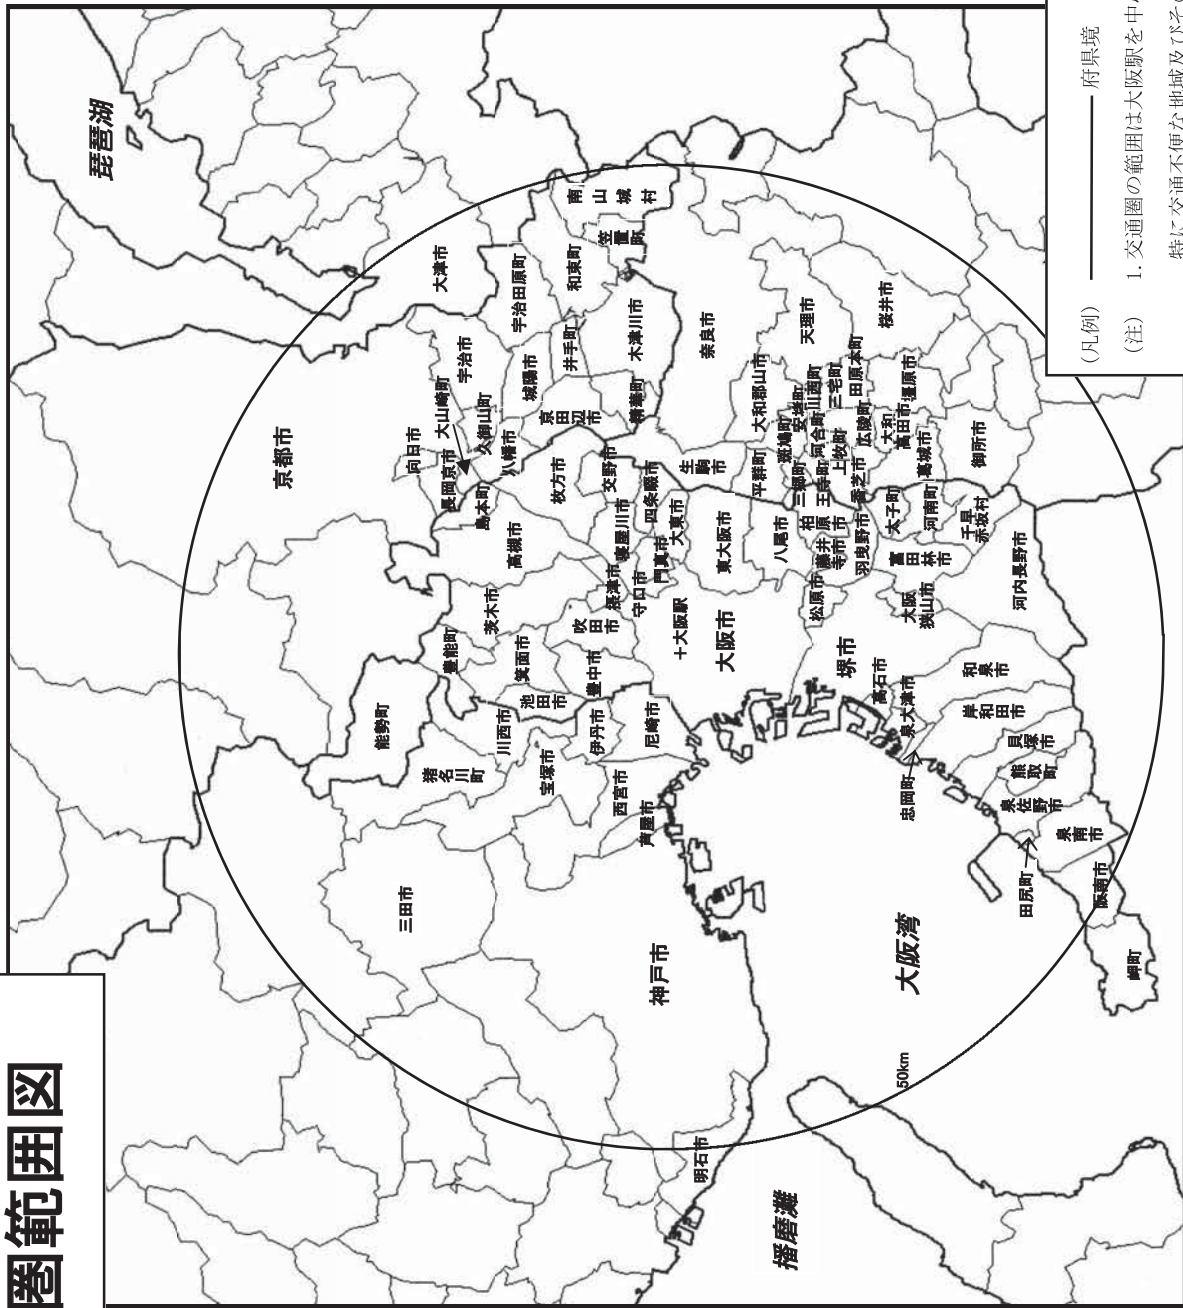 圏範囲図
(凡例)
府県境
(注)
1. 交通圏の範囲は大阪駅を中
特に交通不便な地域及びそ
琵琶湖
京都市
大津市
向日市
長岡京市
大山崎町
宇治市
久御山町
宇治田原町
城陽市
八幡市
島本町
井手町
和束町
南山城村
笠置町
京田辺市
木津川市
精華町
高槻市
枚方市
交野市
奈良市
茨木市
寝屋川市
四条畷市
生駒市
大和郡山市
天理市
桜井市
豊能町
箕面市
摂津市
守口市
門真市
大東市
東大阪市
平群町
斑鳩町
安堵町
川西町
三宅町
田原本町
橿原市
能勢町
池田市
豊中市
吹田市
十大阪駅
大阪市
八尾市
三郷町
王寺町
河合町
上牧町
広陵町
大和高田市
香芝市
葛城市
御所市
柏原市
藤井寺市
羽曳野市
太子町
河南町
千早赤坂村
富田林市
松原市
大阪狭山市
河内長野市
堺市
高石市
泉大津市
和泉市
岸和田市
貝塚市
熊取町
泉佐野市
泉南市
忠岡町
田尻町
阪南市
岬町
川西市
猪名川町
伊丹市
尼崎市
宝塚市
西宮市
芦屋市
三田市
神戸市
明石市
大阪湾
播磨灘
50km